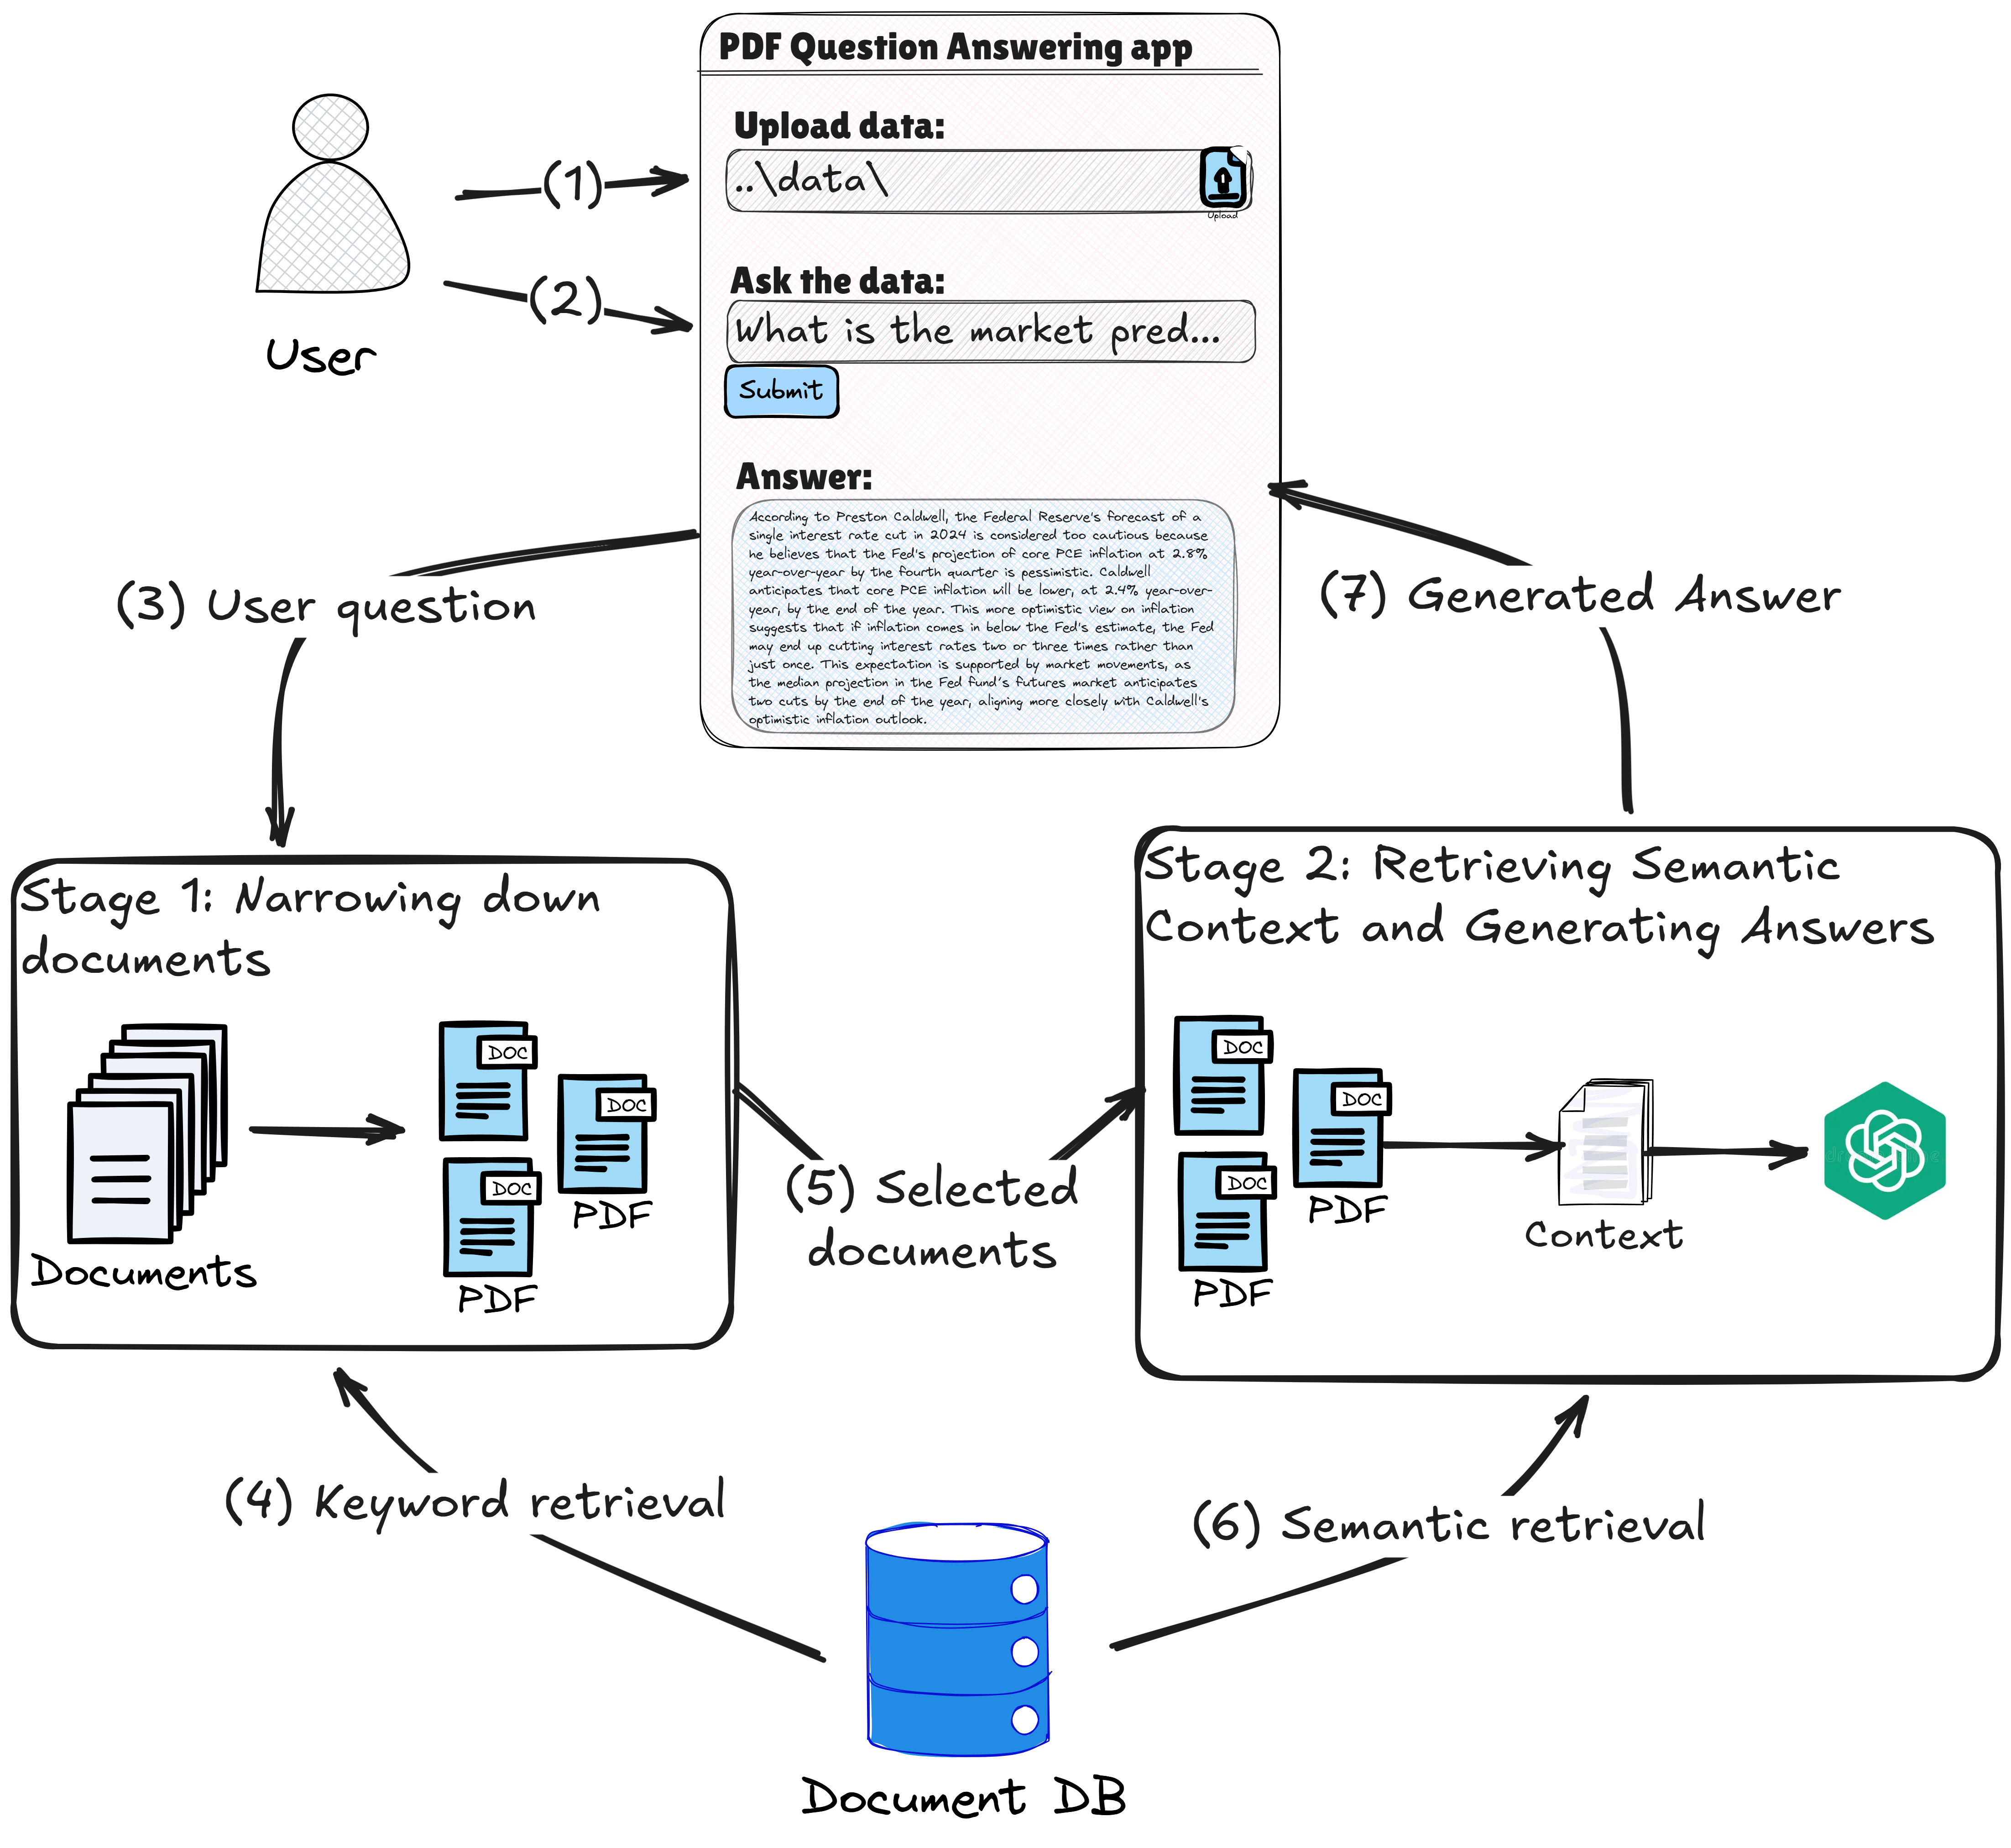 PDF Question Answering app
Upload data:
..\data\
Upload
Ask the data:
What is the market pred...
Submit
Answer:
According to Preston Caldwell, the Federal Reserve's forecast of a
single interest rate cut in 2024 is considered too cautious because
he believes that the Fed's projection of core PCE inflation at 2.8%
year-over-year by the fourth quarter is pessimistic. Caldwell
anticipates that core PCE inflation will be lower, at 2.4% year-over-
year, by the end of the year. This more optimistic view on inflation
suggests that if inflation comes in below the Fed's estimate, the Fed
may end up cutting interest rates two or three times rather than
just once. This expectation is supported by market movements, as
the median projection in the Fed fund's futures market anticipates
two cuts by the end of the year, aligning more closely with Caldwell's
optimistic inflation outlook.
User
(1)
(2)
(3) User question
Stage 1: Narrowing down
documents
Documents
DOC
DOC
PDF
DOC
PDF
(4) Keyword retrieval
Document DB
(5) Selected
documents
Stage 2: Retrieving Semantic
Context and Generating Answers
DOC
DOC
PDF
DOC
PDF
Context
(6) Semantic retrieval
(7) Generated Answer